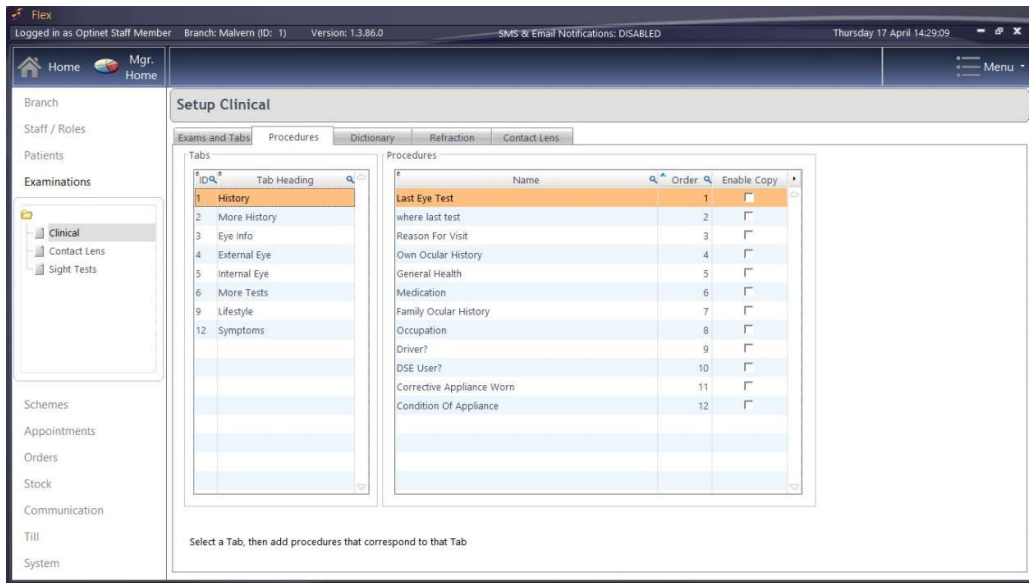 Flex
Logged in as Optinet Staff Member Branch: Malvern (ID: 1) Version: 1.3.86.0 SMS & Email Notifications: DISABLED Thursday 17 April 14:29:09
Home Mgr. Home Menu
Branch
Staff / Roles
Patients
Examinations
Clinical
Contact Lens
Sight Tests
Schemes
Appointments
Orders
Stock
Communication
Till
System
Setup Clinical
Exams and Tabs Procedures Dictionary Refraction Contact Lens
Tabs
ID Tab Heading
1 History
2 More History
3 Eye Info
4 External Eye
5 Internal Eye
6 More Tests
9 Lifestyle
12 Symptoms
Procedures
Name Order Enable Copy
Last Eye Test 1
where last test 2
Reason For Visit 3
Own Ocular History 4
General Health 5
Medication 6
Family Ocular History 7
Occupation 8
Driver? 9
DSE User? 10
Corrective Appliance Worn 11
Condition Of Appliance 12
Select a Tab, then add procedures that correspond to that Tab